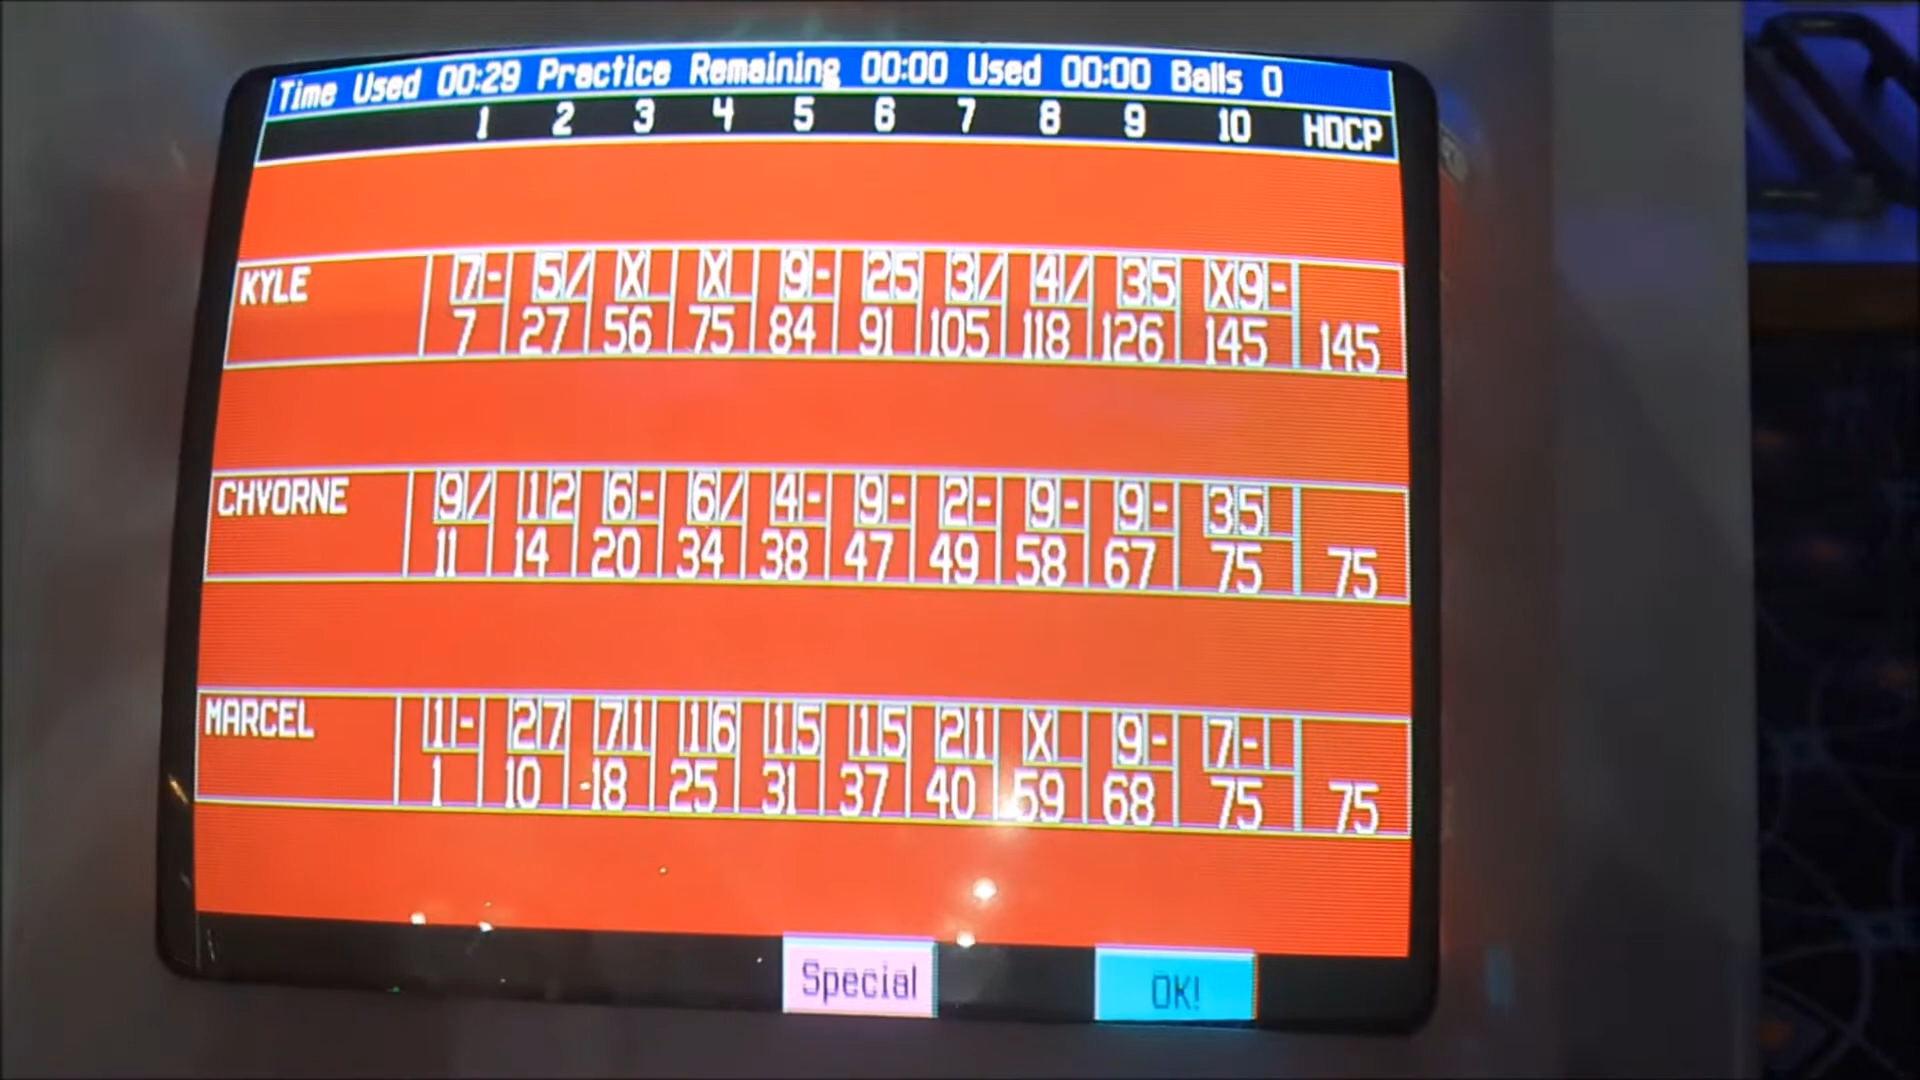 Time Used 00:29 Practice Remaining 00:00 Used 00:00 Balls 0
1 2 3 4 5 6 7 8 9 10 HDCP
KYLE 7- 5/ X X 9- 25 3/ 4/ 35 X9-
7 27 56 75 84 91 105 118 126 145 145
CHVORNE 9/ 12 6- 6/ 4- 9- 2- 9- 9- 35
11 14 20 34 38 47 49 58 67 75 75
MARCEL 1- 27 71 16 15 15 21 X 9- 7-
1 10 18 25 31 37 40 59 68 75 75
Special OK!